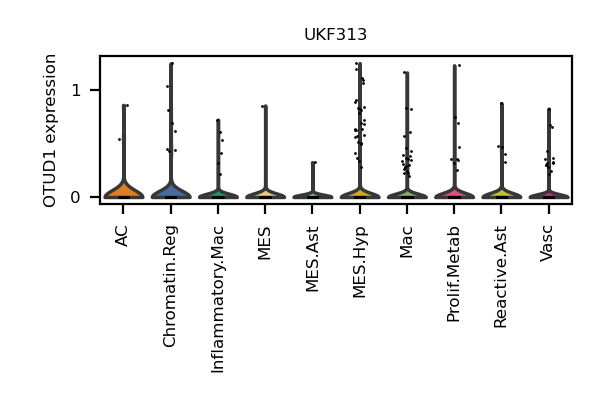 UKF313
OTUD1 expression
1
0
AC
Chromatin.Reg
Inflammatory.Mac
MES
MES.Ast
MES.Hyp
Mac
Prolif.Metab
Reactive.Ast
Vasc